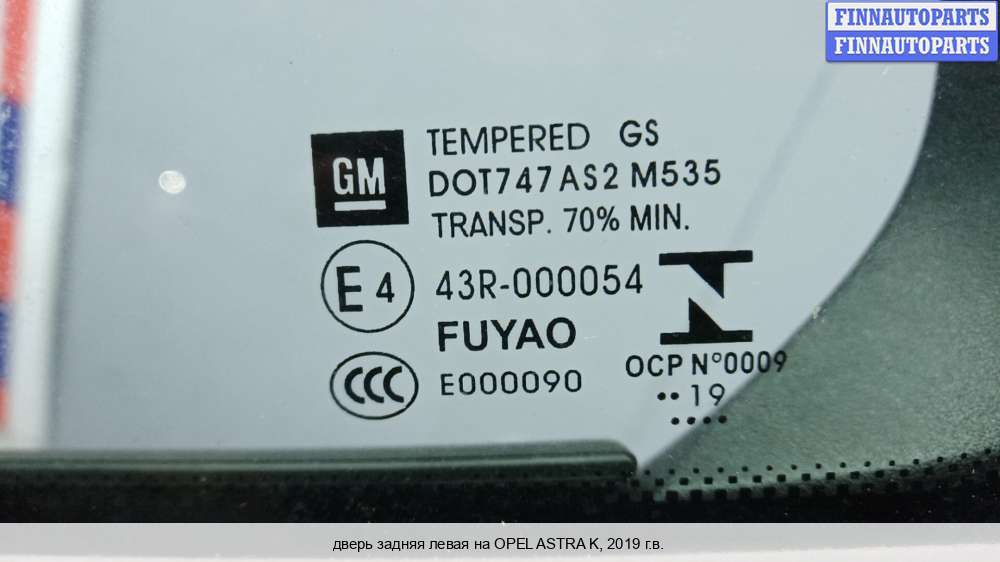 FINNAUTOPARTS
FINNAUTOPARTS
GM
TEMPERED GS
DOT747 AS2 M535
TRANSP. 70% MIN.
E4
43R-000054
FUYAO
CCC
E000090
OCP N°0009
••19
••••
дверь задняя левая на OPEL ASTRA K, 2019 г.в.